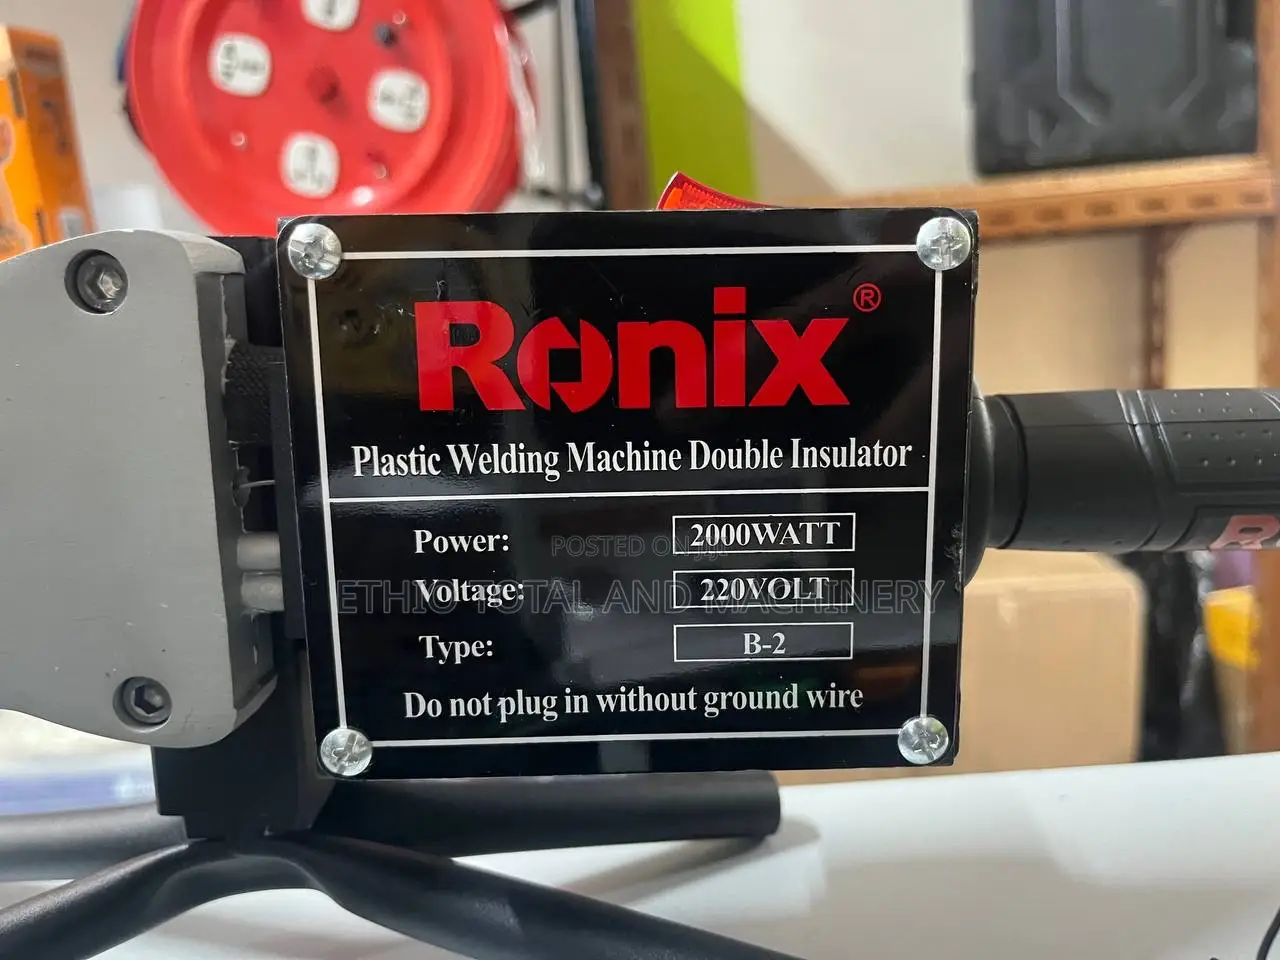 Ronix®
Plastic Welding Machine Double Insulator
Power: 2000WATT
POSTED ON jiji
Voltage: 220VOLT
ETHIO TOTAL AND MACHINERY
Type: B-2
Do not plug in without ground wire